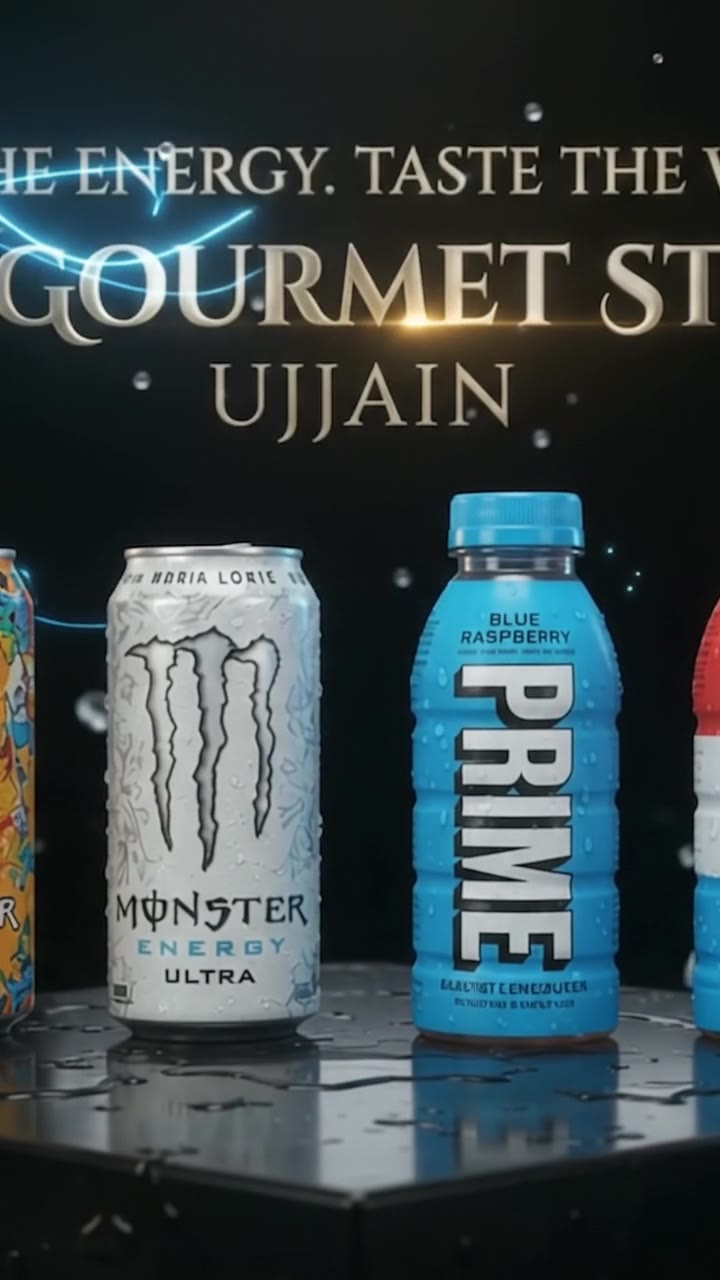 HE ENERGY. TASTE THE
GOURMET ST
UJJAIN
MONSTER
ENERGY
ULTRA
BLUE
RASPBERRY
PRIME
R